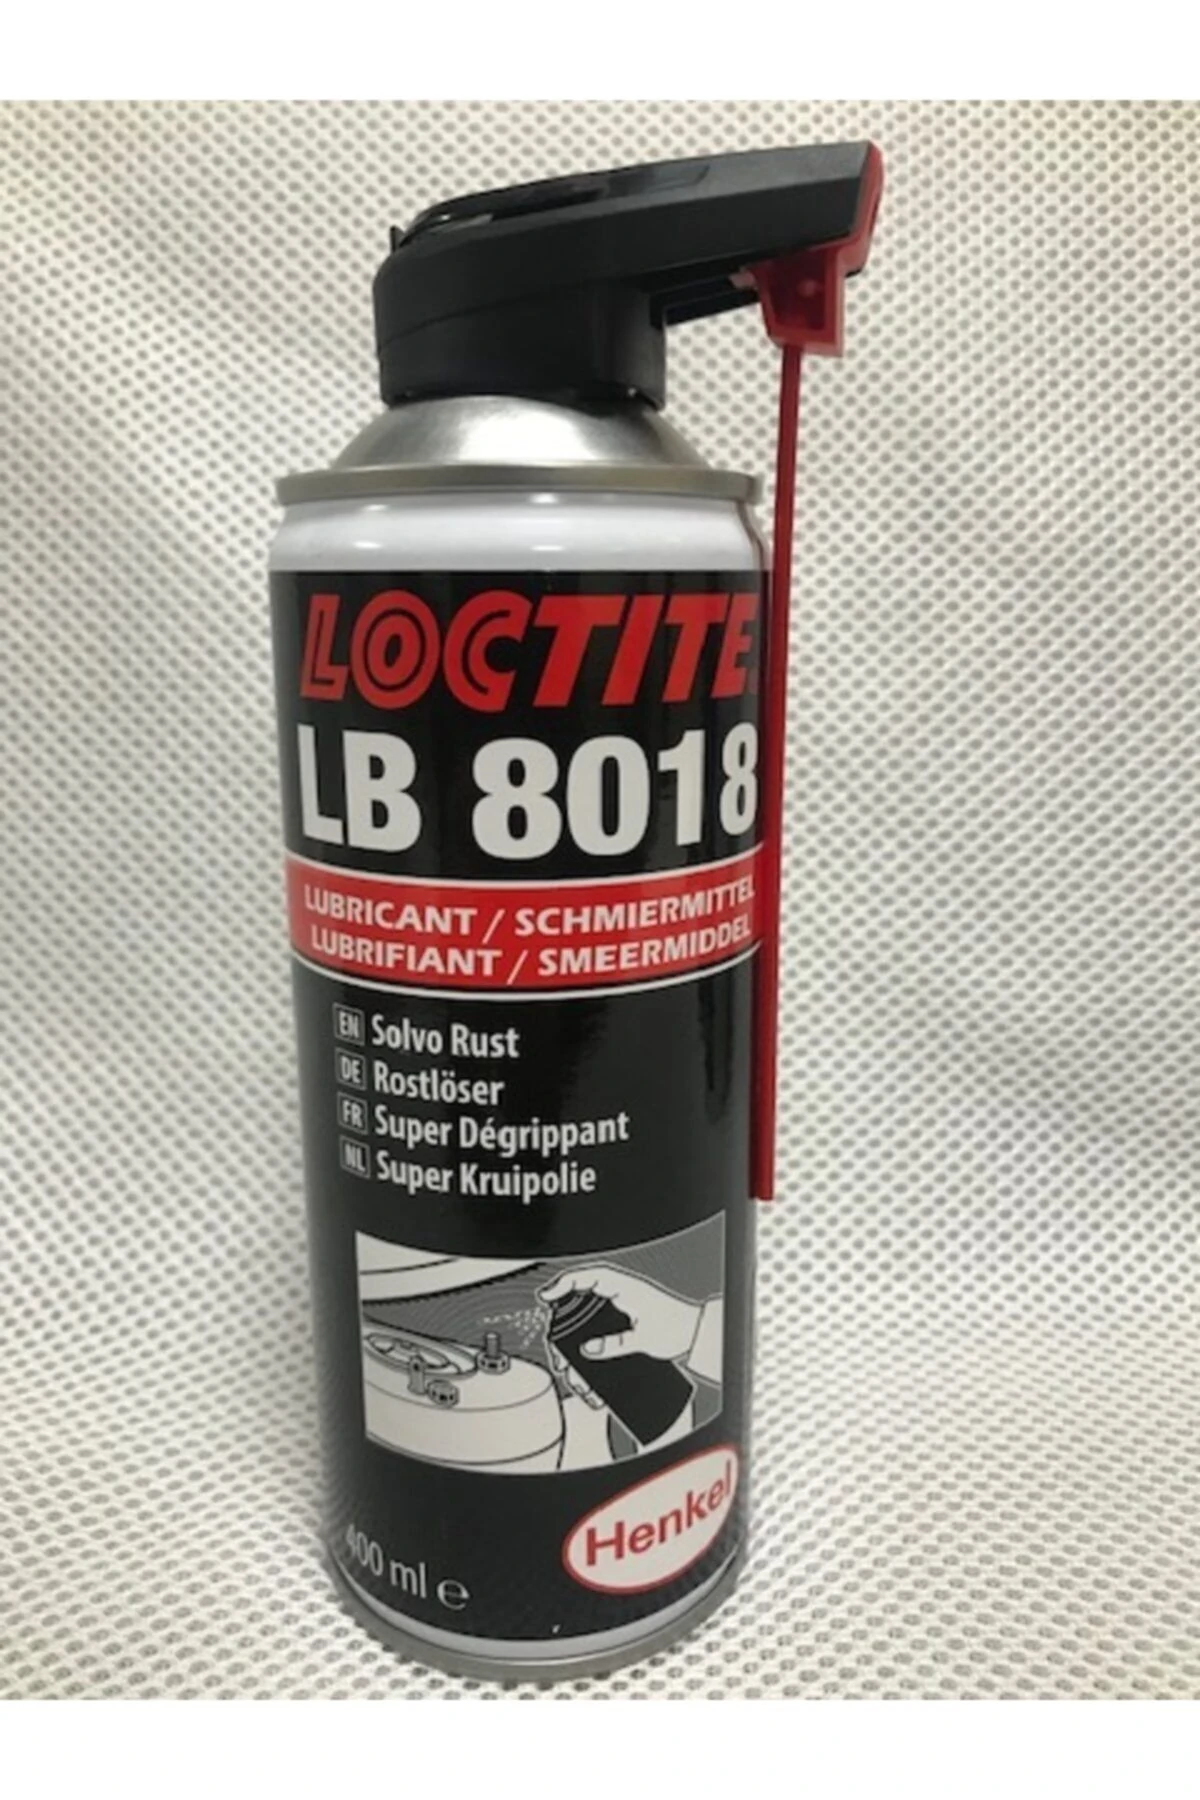 LOCTITE
LB 8018
LUBRICANT / SCHMIERMITTEL
LUBRIFIANT / SMEERMIDDEL
EN Solvo Rust
DE Rostlöser
FR Super Dégrippant
NL Super Kruipolie
Henkel
400 ml e